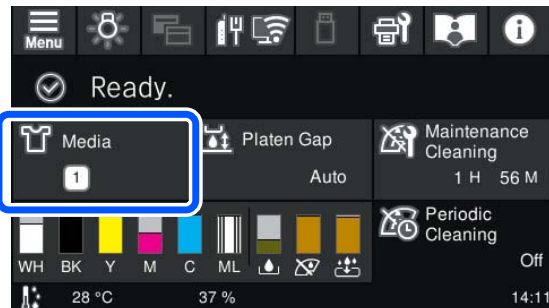 Menu
Ready.
Media
1
Platen Gap
Auto
Maintenance
Cleaning
1 H 56 M
WH BK Y M C ML
Periodic
Cleaning
Off
28 °C 37 % 14:11